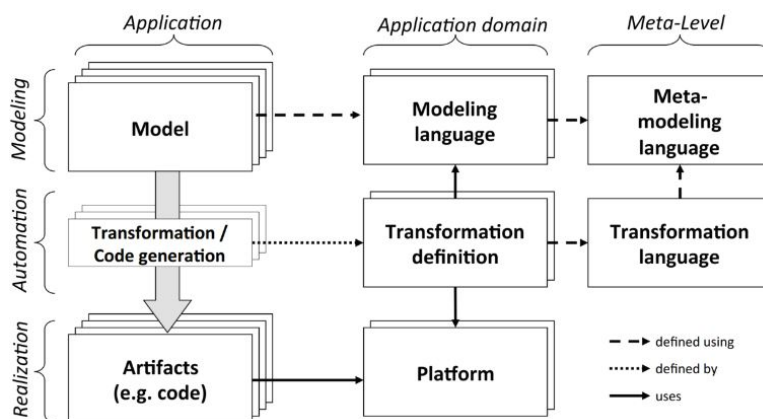 Application
Application domain
Meta-Level
Modeling
Model
Modeling
language
Meta-
modeling
language
Automation
Transformation /
Code generation
Transformation
definition
Transformation
language
Realization
Artifacts
(e.g. code)
Platform
defined using
defined by
uses